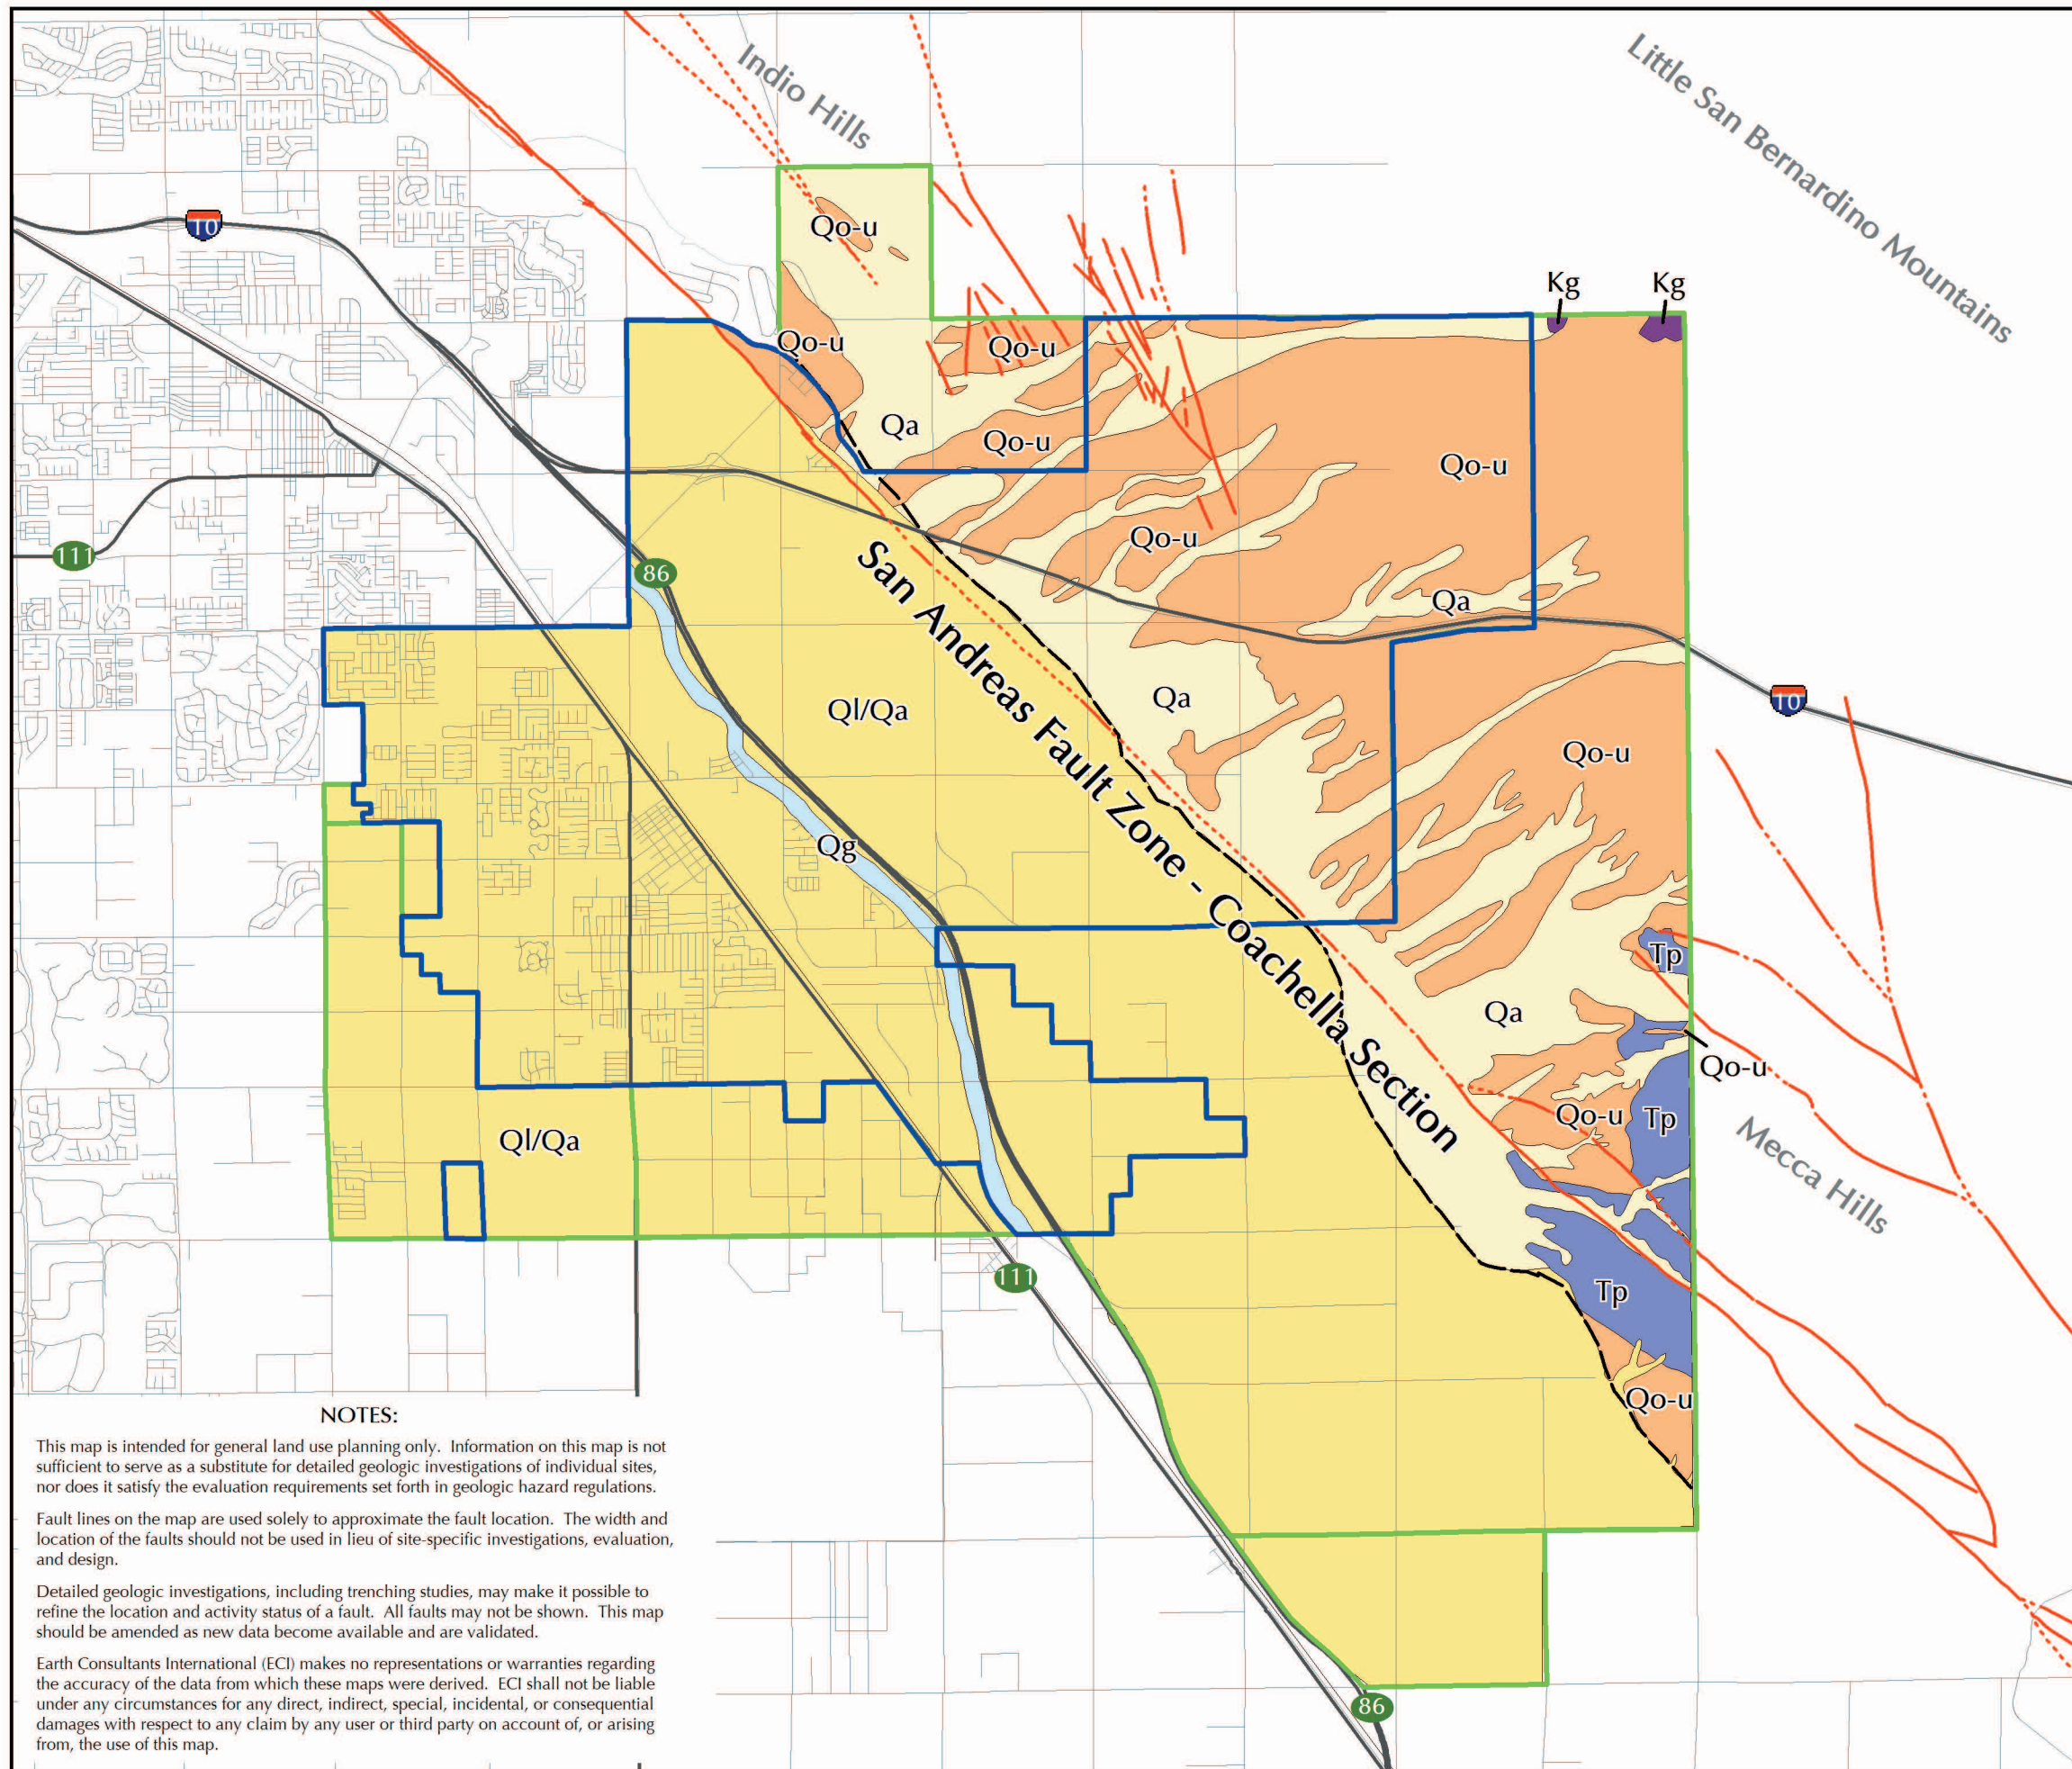 Indio Hills
Little San Bernardino Mountains
10
Qo-u
Kg
Kg
Qo-u
Qo-u
Qa
Qo-u
Qo-u
111
Qo-u
86
Qa
San Andreas Fault Zone - Coachella Section
Qa
10
Ql/Qa
Qo-u
Qg
Tp
Qa
Qo-u
Qo-u
Tp
Mecca Hills
Ql/Qa
111
Tp
Qo-u
86
NOTES:
This map is intended for general land use planning only. Information on this map is not
sufficient to serve as a substitute for detailed geologic investigations of individual sites,
nor does it satisfy the evaluation requirements set forth in geologic hazard regulations.
Fault lines on the map are used solely to approximate the fault location. The width and
location of the faults should not be used in lieu of site-specific investigations, evaluation,
and design.
Detailed geologic investigations, including trenching studies, may make it possible to
refine the location and activity status of a fault. All faults may not be shown. This map
should be amended as new data become available and are validated.
Earth Consultants International (ECI) makes no representations or warranties regarding
the accuracy of the data from which these maps were derived. ECI shall not be liable
under any circumstances for any direct, indirect, special, incidental, or consequential
damages with respect to any claim by any user or third party on account of, or arising
from, the use of this map.